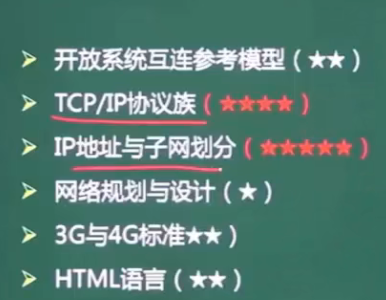 开放系统互连参考模型（★★）
TCP/IP协议族（★★★★）
IP地址与子网划分（★★★★★）
网络规划与设计（★）
3G与4G标准★★）
HTML语言（★★）